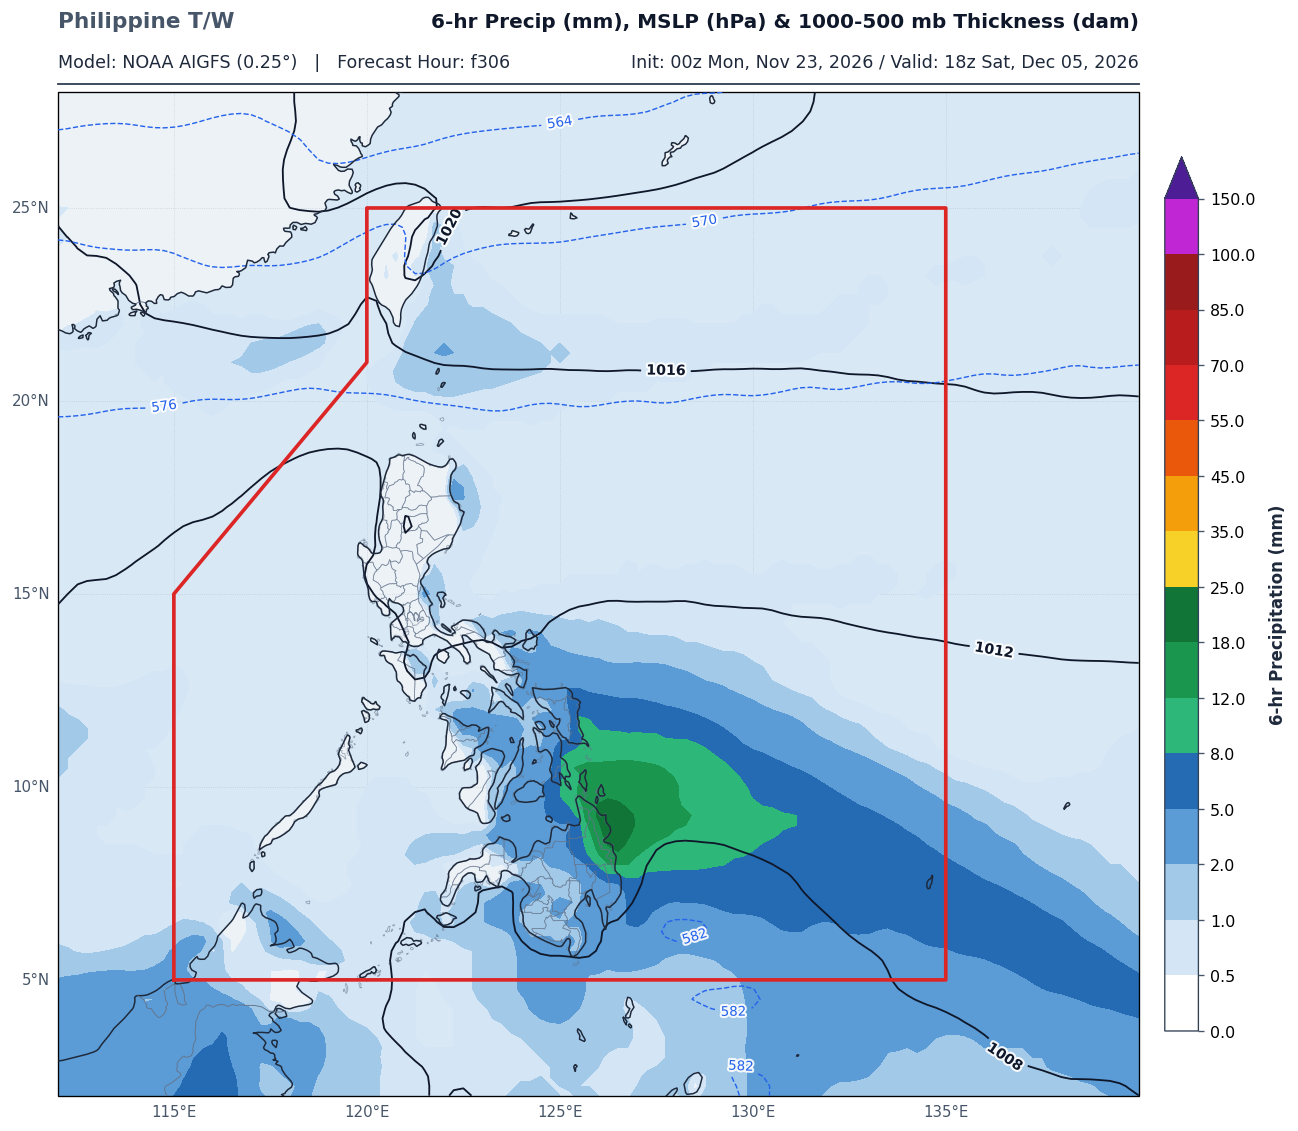 Philippine T/W
6-hr Precip (mm), MSLP (hPa) & 1000-500 mb Thickness (dam)
Model: NOAA AIGFS (0.25°) | Forecast Hour: f306
Init: 00z Mon, Nov 23, 2026 / Valid: 18z Sat, Dec 05, 2026
564
570
1020
1016
576
1012
582
582
582
1008
25°N
20°N
15°N
10°N
5°N
115°E
120°E
125°E
130°E
135°E
150.0
100.0
85.0
70.0
55.0
45.0
35.0
25.0
18.0
12.0
8.0
5.0
2.0
1.0
0.5
0.0
6-hr Precipitation (mm)